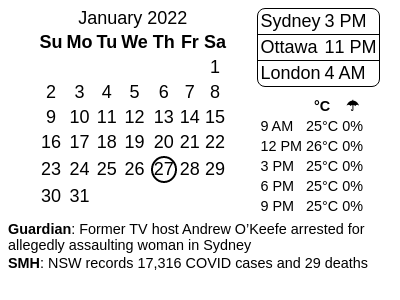 January 2022
Su Mo Tu We Th Fr Sa
1
2 3 4 5 6 7 8
9 10 11 12 13 14 15
16 17 18 19 20 21 22
23 24 25 26 27 28 29
30 31
Sydney 3 PM
Ottawa 11 PM
London 4 AM
°C ☂
9 AM 25°C 0%
12 PM 26°C 0%
3 PM 25°C 0%
6 PM 25°C 0%
9 PM 25°C 0%
Guardian: Former TV host Andrew O’Keefe arrested for
allegedly assaulting woman in Sydney
SMH: NSW records 17,316 COVID cases and 29 deaths